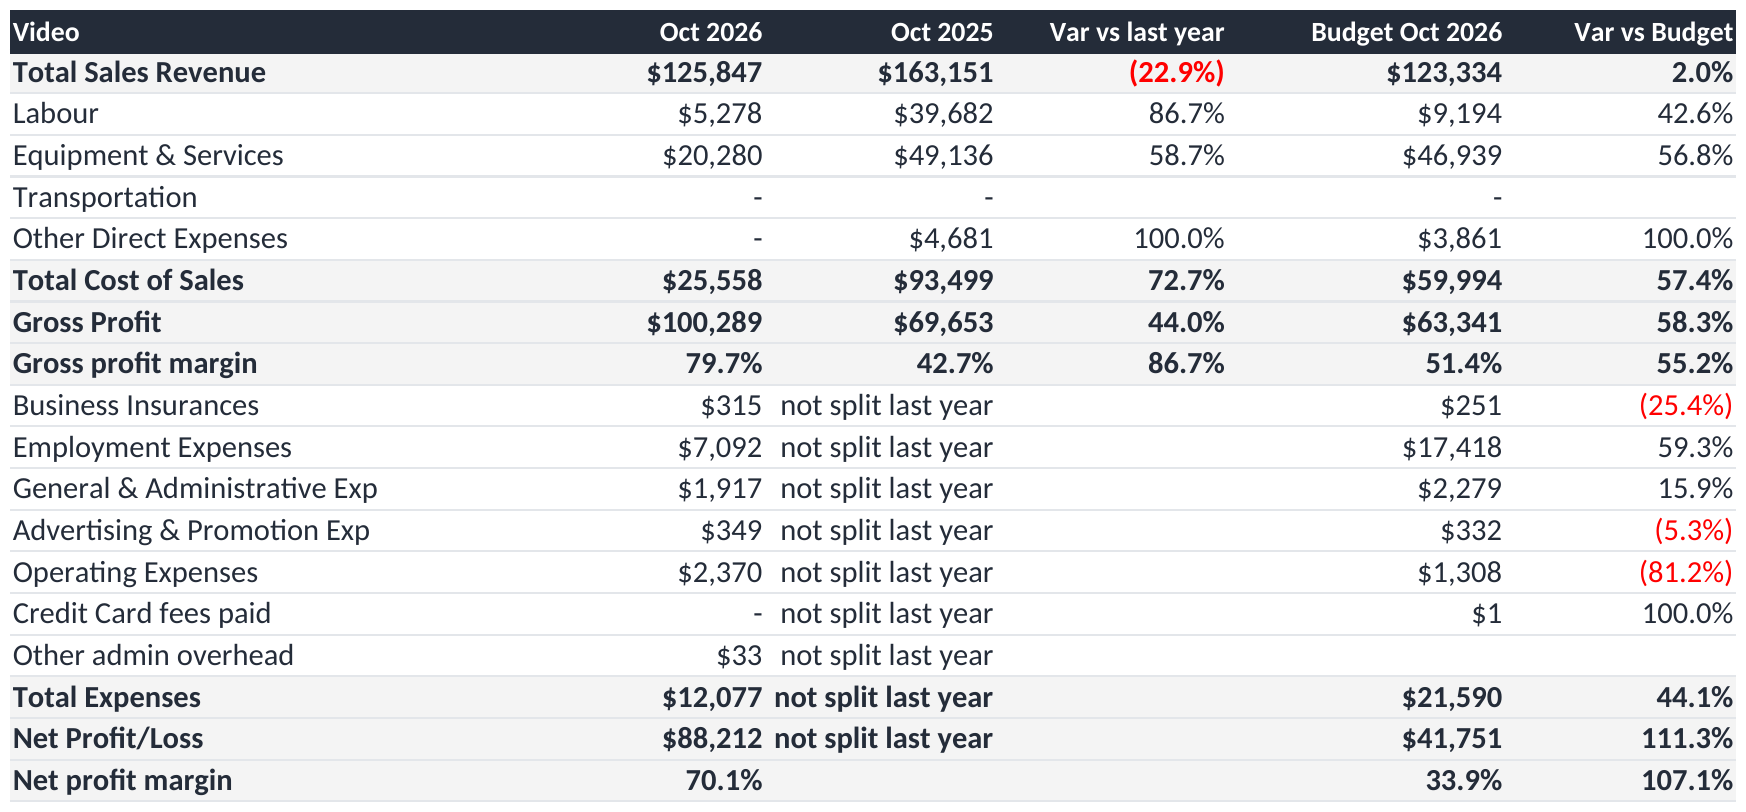 Video Oct 2026 Oct 2025 Var vs last year Budget Oct 2026 Var vs Budget
Total Sales Revenue $125,847 $163,151 (22.9%) $123,334 2.0%
Labour $5,278 $39,682 86.7% $9,194 42.6%
Equipment & Services $20,280 $49,136 58.7% $46,939 56.8%
Transportation - - -
Other Direct Expenses - $4,681 100.0% $3,861 100.0%
Total Cost of Sales $25,558 $93,499 72.7% $59,994 57.4%
Gross Profit $100,289 $69,653 44.0% $63,341 58.3%
Gross profit margin 79.7% 42.7% 86.7% 51.4% 55.2%
Business Insurances $315 not split last year $251 (25.4%)
Employment Expenses $7,092 not split last year $17,418 59.3%
General & Administrative Exp $1,917 not split last year $2,279 15.9%
Advertising & Promotion Exp $349 not split last year $332 (5.3%)
Operating Expenses $2,370 not split last year $1,308 (81.2%)
Credit Card fees paid - not split last year $1 100.0%
Other admin overhead $33 not split last year
Total Expenses $12,077 not split last year $21,590 44.1%
Net Profit/Loss $88,212 not split last year $41,751 111.3%
Net profit margin 70.1% 33.9% 107.1%